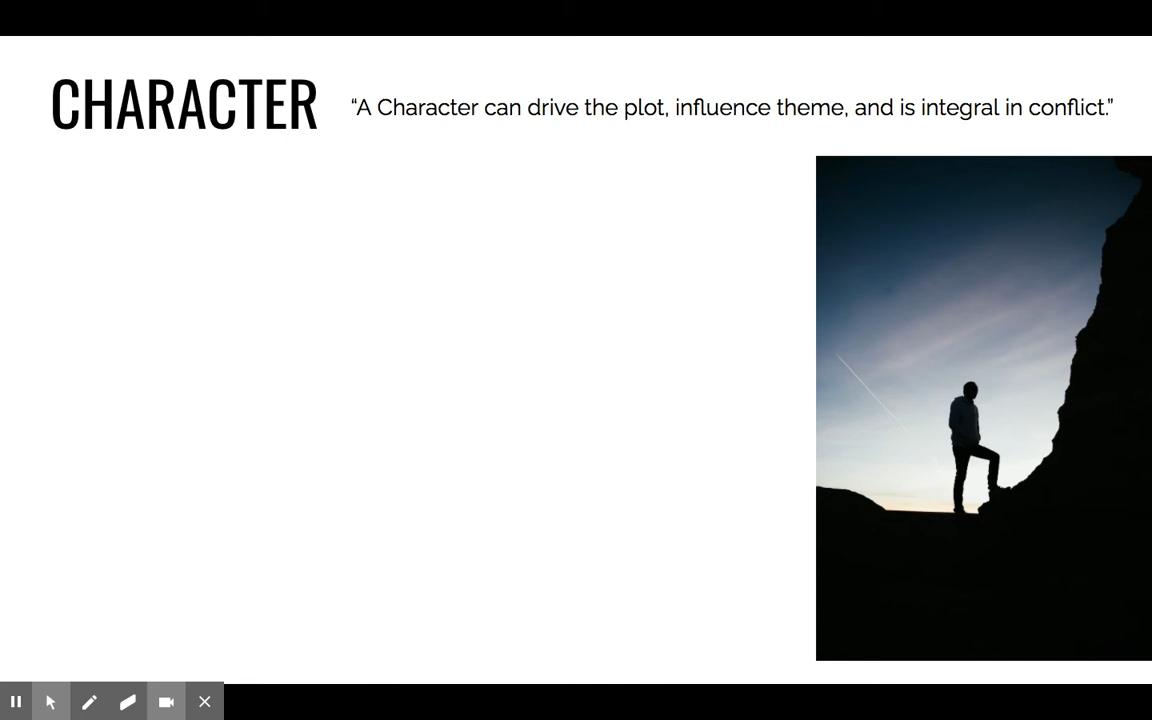 CHARACTER
“A Character can drive the plot, influence theme, and is integral in conflict.”